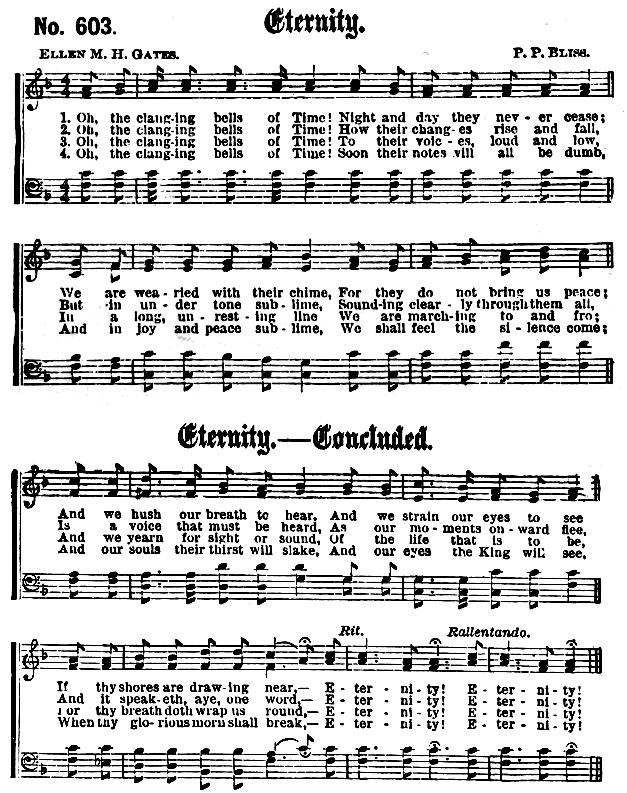 No. 603.
Eternity.
ELLEN M. H. GATES.
P. P. BLISS.
1. Oh, the clang-ing bells of Time! Night and day they nev - er cease;
2. Oh, the clang-ing bells of Time! How their chang-es rise and fall,
3. Oh, the clang-ing bells of Time! To their voic-es, loud and low,
4. Oh, the clang-ing bells of Time! Soon their notes will all be dumb,
We are wea-ried with their chime, For they do not bring us peace;
But in un-der tone sub-lime, Sound-ing clear-ly through them all,
In a long, un-rest-ing line We are march-ing to and fro;
And in joy and peace sub-lime, We shall feel the si-lence come;
Eternity.—Concluded.
And we hush our breath to hear, And we strain our eyes to see
Is a voice that must be heard, As our mo-ments on-ward flee,
And we yearn for sight or sound, Of the life that is to be,
And our souls their thirst will slake, And our eyes the King will see,
Rit. Rallentando.
If thy shores are draw-ing near,— E - ter - ni - ty! E - ter - ni - ty!
And it speak-eth, aye, one word,— E - ter - ni - ty! E - ter - ni - ty!
For thy breath doth wrap us round,— E - ter - ni - ty! E - ter - ni - ty!
When thy glo-rious morn shall break,— E - ter - ni - ty! E - ter - ni - ty!